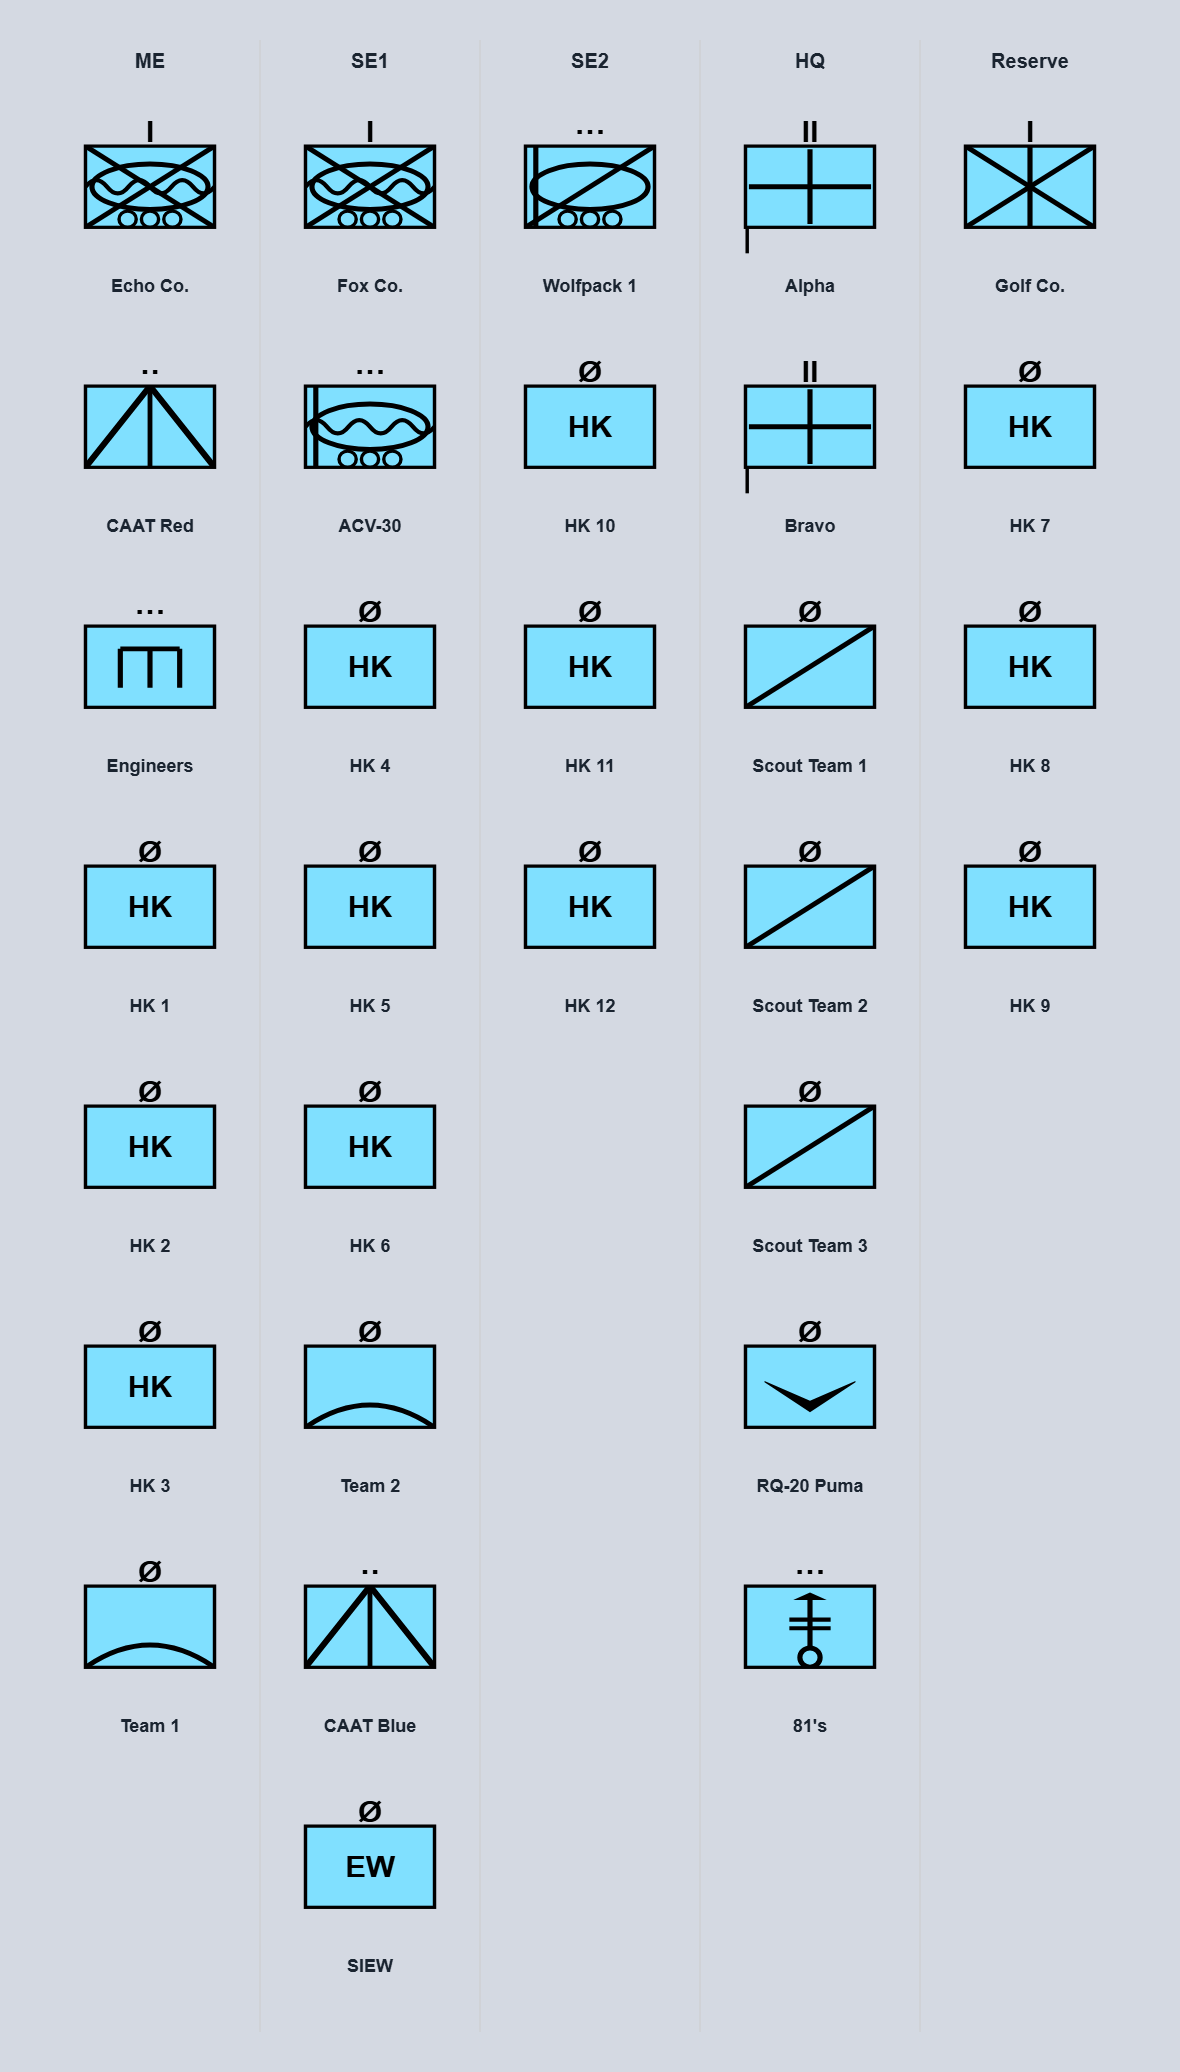 ME
SE1
SE2
HQ
Reserve
I
I
...
II
I
Echo Co.
Fox Co.
Wolfpack 1
Alpha
Golf Co.
..
...
Ø
II
Ø
HK
HK
CAAT Red
ACV-30
HK 10
Bravo
HK 7
...
Ø
Ø
Ø
Ø
HK
HK
HK
Engineers
HK 4
HK 11
Scout Team 1
HK 8
Ø
Ø
Ø
Ø
Ø
HK
HK
HK
HK
HK 1
HK 5
HK 12
Scout Team 2
HK 9
Ø
Ø
Ø
HK
HK
HK 2
HK 6
Scout Team 3
Ø
Ø
Ø
HK
HK 3
Team 2
RQ-20 Puma
Ø
..
...
Team 1
CAAT Blue
81's
Ø
EW
SIEW